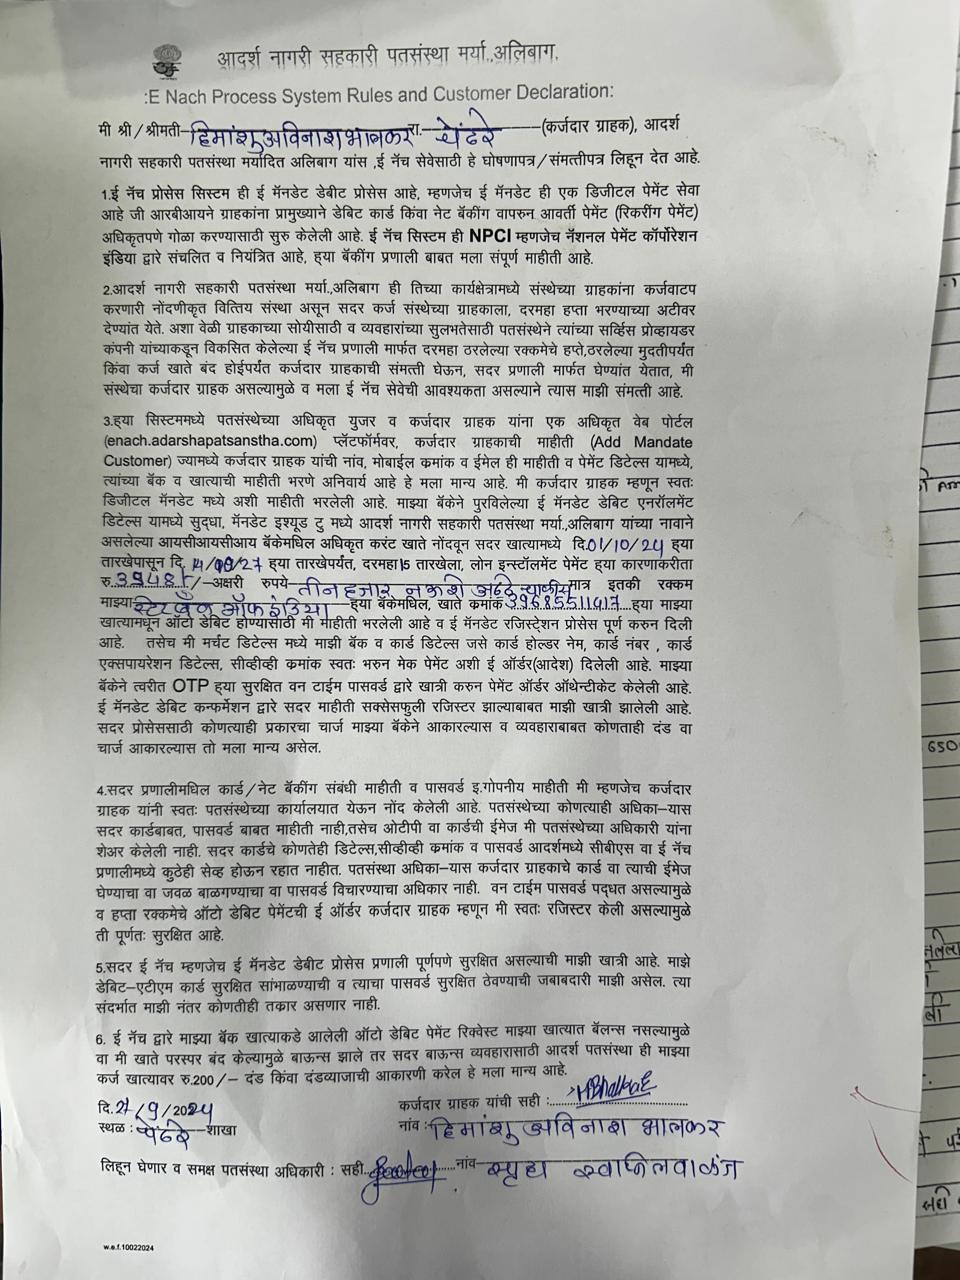 आदर्श नागरी सहकारी पतसंस्था मर्या.,अलिबाग.
:E Nach Process System Rules and Customer Declaration:
मी श्री/श्रीमती-हिमांशु अविनाश भालकर रा.-चेंढरे-(कर्जदार ग्राहक), आदर्श
नागरी सहकारी पतसंस्था मर्यादित अलिबाग यांस ,ई नॅच सेवेसाठी हे घोषणापत्र/संमत्तीपत्र लिहून देत आहे.
1.ई नॅच प्रोसेस सिस्टम ही ई मॅनडेट डेबीट प्रोसेस आहे, म्हणजेच ई मॅनडेट ही एक डिजीटल पेमेंट सेवा
आहे जी आरबीआयने ग्राहकांना प्रामुख्याने डेबिट कार्ड किंवा नेट बॅकींग वापरुन आवर्ती पेमेंट (रिकरींग पेमेंट)
अधिकृतपणे गोळा करण्यासाठी सुरु केलेली आहे. ई नॅच सिस्टम ही NPCI म्हणजेच नॅशनल पेमेंट कॉर्पोरेशन
इंडिया द्वारे संचलित व नियंत्रित आहे, ह्या बॅकींग प्रणाली बाबत मला संपूर्ण माहीती आहे.
2.आदर्श नागरी सहकारी पतसंस्था मर्या.,अलिबाग ही तिच्या कार्यक्षेत्रामध्ये संस्थेच्या ग्राहकांना कर्जवाटप
करणारी नोंदणीकृत वित्तिय संस्था असून सदर कर्ज संस्थेच्या ग्राहकाला, दरमहा हप्ता भरण्याच्या अटीवर
देण्यांत येते. अशा वेळी ग्राहकाच्या सोयीसाठी व व्यवहारांच्या सुलभतेसाठी पतसंस्थेने त्यांच्या सर्व्हिस प्रोव्हायडर
कंपनी यांच्याकडून विकसित केलेल्या ई नॅच प्रणाली मार्फत दरमहा ठरलेल्या रक्कमेचे हप्ते,ठरलेल्या मुदतीपर्यंत
किंवा कर्ज खाते बंद होईपर्यंत कर्जदार ग्राहकाची संमत्ती घेऊन, सदर प्रणाली मार्फत घेण्यांत येतात, मी
संस्थेचा कर्जदार ग्राहक असल्यामुळे व मला ई नॅच सेवेची आवश्यकता असल्याने त्यास माझी संमत्ती आहे.
3.ह्या सिस्टममध्ये पतसंस्थेच्या अधिकृत युजर व कर्जदार ग्राहक यांना एक अधिकृत वेब पोर्टल
(enach.adarshapatsanstha.com) प्लॅटफॉर्मवर, कर्जदार ग्राहकाची माहीती (Add Mandate
Customer) ज्यामध्ये कर्जदार ग्राहक यांची नांव, मोबाईल क्रमांक व ईमेल ही माहीती व पेमेंट डिटेल्स यामध्ये,
त्यांच्या बॅक व खात्याची माहीती भरणे अनिवार्य आहे हे मला मान्य आहे. मी कर्जदार ग्राहक म्हणून स्वतः
डिजीटल मॅनडेट मध्ये अशी माहीती भरलेली आहे. माझ्या बॅकेने पुरविलेल्या ई मॅनडेट डेबिट एनरॉलमेंट
डिटेल्स यामध्ये सुद्धा, मॅनडेट इश्यूड टु मध्ये आदर्श नागरी सहकारी पतसंस्था मर्या.,अलिबाग यांच्या नावाने
असलेल्या आयसीआयसीआय बॅकेमधिल अधिकृत करंट खाते नोंदवून सदर खात्यामध्ये दि.01/10/24 ह्या
तारखेपासून दि. 14/09/27 ह्या तारखेपर्यंत, दरमहा 15 तारखेला, लोन इन्स्टॉलमेंट पेमेंट ह्या कारणाकरीता
रु.3948/-अक्षरी रुपये-तीन हजार नऊशे अठ्ठेचाळीस मात्र इतकी रक्कम
माझ्या स्टेट बँक ऑफ इंडिया-ह्या बॅकेमधिल, खाते क्रमांक 39685511417 ह्या माझ्या
खात्यामधून ऑटो डेबिट होण्यासाठी मी माहीती भरलेली आहे व ई मॅनडेट रजिस्ट्रेशन प्रोसेस पूर्ण करुन दिली
आहे. तसेच मी मर्चंट डिटेल्स मध्ये माझी बॅक व कार्ड डिटेल्स जसे कार्ड होल्डर नेम, कार्ड नंबर , कार्ड
एक्सपायरेशन डिटेल्स, सीव्हीव्ही क्रमांक स्वतः भरुन मेक पेमेंट अशी ई ऑर्डर(आदेश) दिलेली आहे. माझ्या
बॅकेने त्वरीत OTP ह्या सुरक्षित वन टाईम पासवर्ड द्वारे खात्री करुन पेमेंट ऑर्डर ऑथेन्टीकेट केलेली आहे.
ई मॅनडेट डेबिट कन्फर्मेशन द्वारे सदर माहीती सक्सेसफुली रजिस्टर झाल्याबाबत माझी खात्री झालेली आहे.
सदर प्रोसेससाठी कोणत्याही प्रकारचा चार्ज माझ्या बॅकेने आकारल्यास व व्यवहाराबाबत कोणताही दंड वा
चार्ज आकारल्यास तो मला मान्य असेल.
4.सदर प्रणालीमधिल कार्ड/नेट बॅकींग संबंधी माहीती व पासवर्ड इ.गोपनीय माहीती मी म्हणजेच कर्जदार
ग्राहक यांनी स्वतः पतसंस्थेच्या कार्यालयात येऊन नोंद केलेली आहे. पतसंस्थेच्या कोणत्याही अधिका-यास
सदर कार्डबाबत, पासवर्ड बाबत माहीती नाही,तसेच ओटीपी वा कार्डची ईमेज मी पतसंस्थेच्या अधिकारी यांना
शेअर केलेली नाही. सदर कार्डचे कोणतेही डिटेल्स,सीव्हीव्ही क्रमांक व पासवर्ड आदर्शमध्ये सीबीएस वा ई नॅच
प्रणालीमध्ये कुठेही सेव्ह होऊन रहात नाहीत. पतसंस्था अधिका-यास कर्जदार ग्राहकाचे कार्ड वा त्याची ईमेज
घेण्याचा वा जवळ बाळगण्याचा वा पासवर्ड विचारण्याचा अधिकार नाही. वन टाईम पासवर्ड पद्धत असल्यामुळे
व हप्ता रक्कमेचे ऑटो डेबिट पेमेंटची ई ऑर्डर कर्जदार ग्राहक म्हणून मी स्वतः रजिस्टर केली असल्यामुळे
ती पूर्णतः सुरक्षित आहे.
5.सदर ई नॅच म्हणजेच ई मॅनडेट डेबीट प्रोसेस प्रणाली पूर्णपणे सुरक्षित असल्याची माझी खात्री आहे. माझे
डेबिट-एटीएम कार्ड सुरक्षित सांभाळण्याची व त्याचा पासवर्ड सुरक्षित ठेवण्याची जबाबदारी माझी असेल. त्या
संदर्भात माझी नंतर कोणतीही तक्रार असणार नाही.
6. ई नॅच द्वारे माझ्या बॅक खात्याकडे आलेली ऑटो डेबिट पेमेंट रिक्वेस्ट माझ्या खात्यात बॅलन्स नसल्यामुळे
वा मी खाते परस्पर बंद केल्यामुळे बाऊन्स झाले तर सदर बाऊन्स व्यवहारासाठी आदर्श पतसंस्था ही माझ्या
कर्ज खात्यावर रु.200/- दंड किंवा दंडव्याजाची आकारणी करेल हे मला मान्य आहे.
दि.21/9/2024 कर्जदार ग्राहक यांची सही : HBhalkar
स्थळ : चेंढरे-शाखा नांव :हिमांशु अविनाश भालकर
लिहून घेणार व समक्ष पतसंस्था अधिकारी : सही नांव-स्पृहा स्वप्निल वाळंज
w.e.f.10022024
650